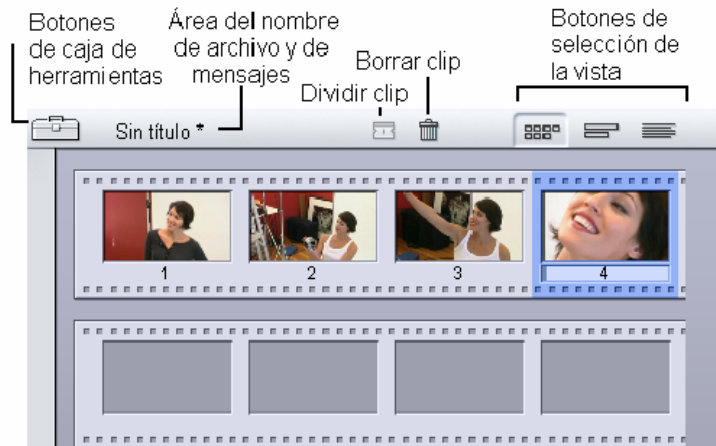 Botones
de caja de
herramientas
Área del nombre
de archivo y de
mensajes
Borrar clip
Dividir clip
Botones de
selección de
la vista
Sin título *
1
2
3
4